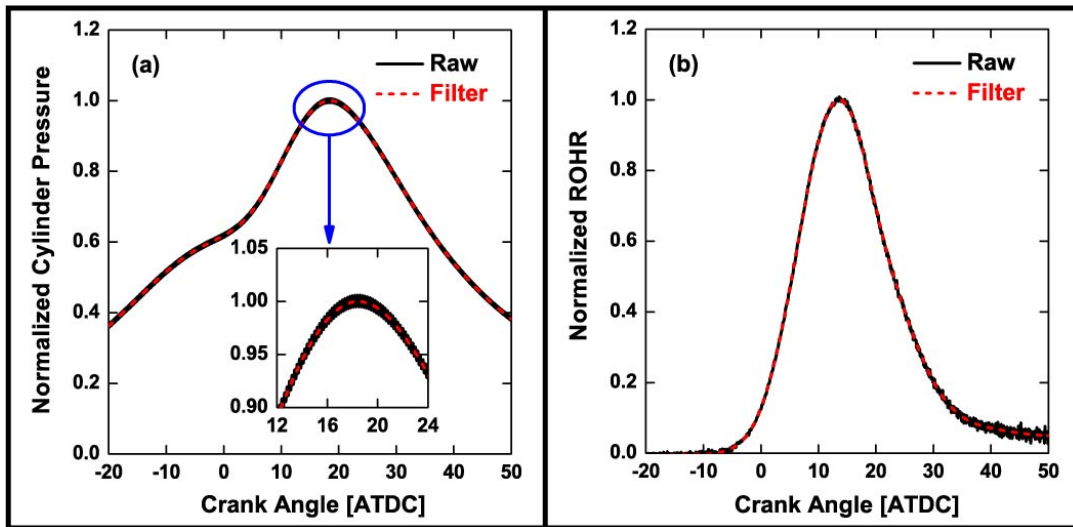 (a)
Raw
Filter
Normalized Cylinder Pressure
1.2
1.0
0.8
0.6
0.4
0.2
0.0
-20 -10 0 10 20 30 40 50
Crank Angle [ATDC]
1.05
1.00
0.95
0.90
12 16 20 24
(b)
Raw
Filter
Normalized ROHR
1.2
1.0
0.8
0.6
0.4
0.2
0.0
-20 -10 0 10 20 30 40 50
Crank Angle [ATDC]